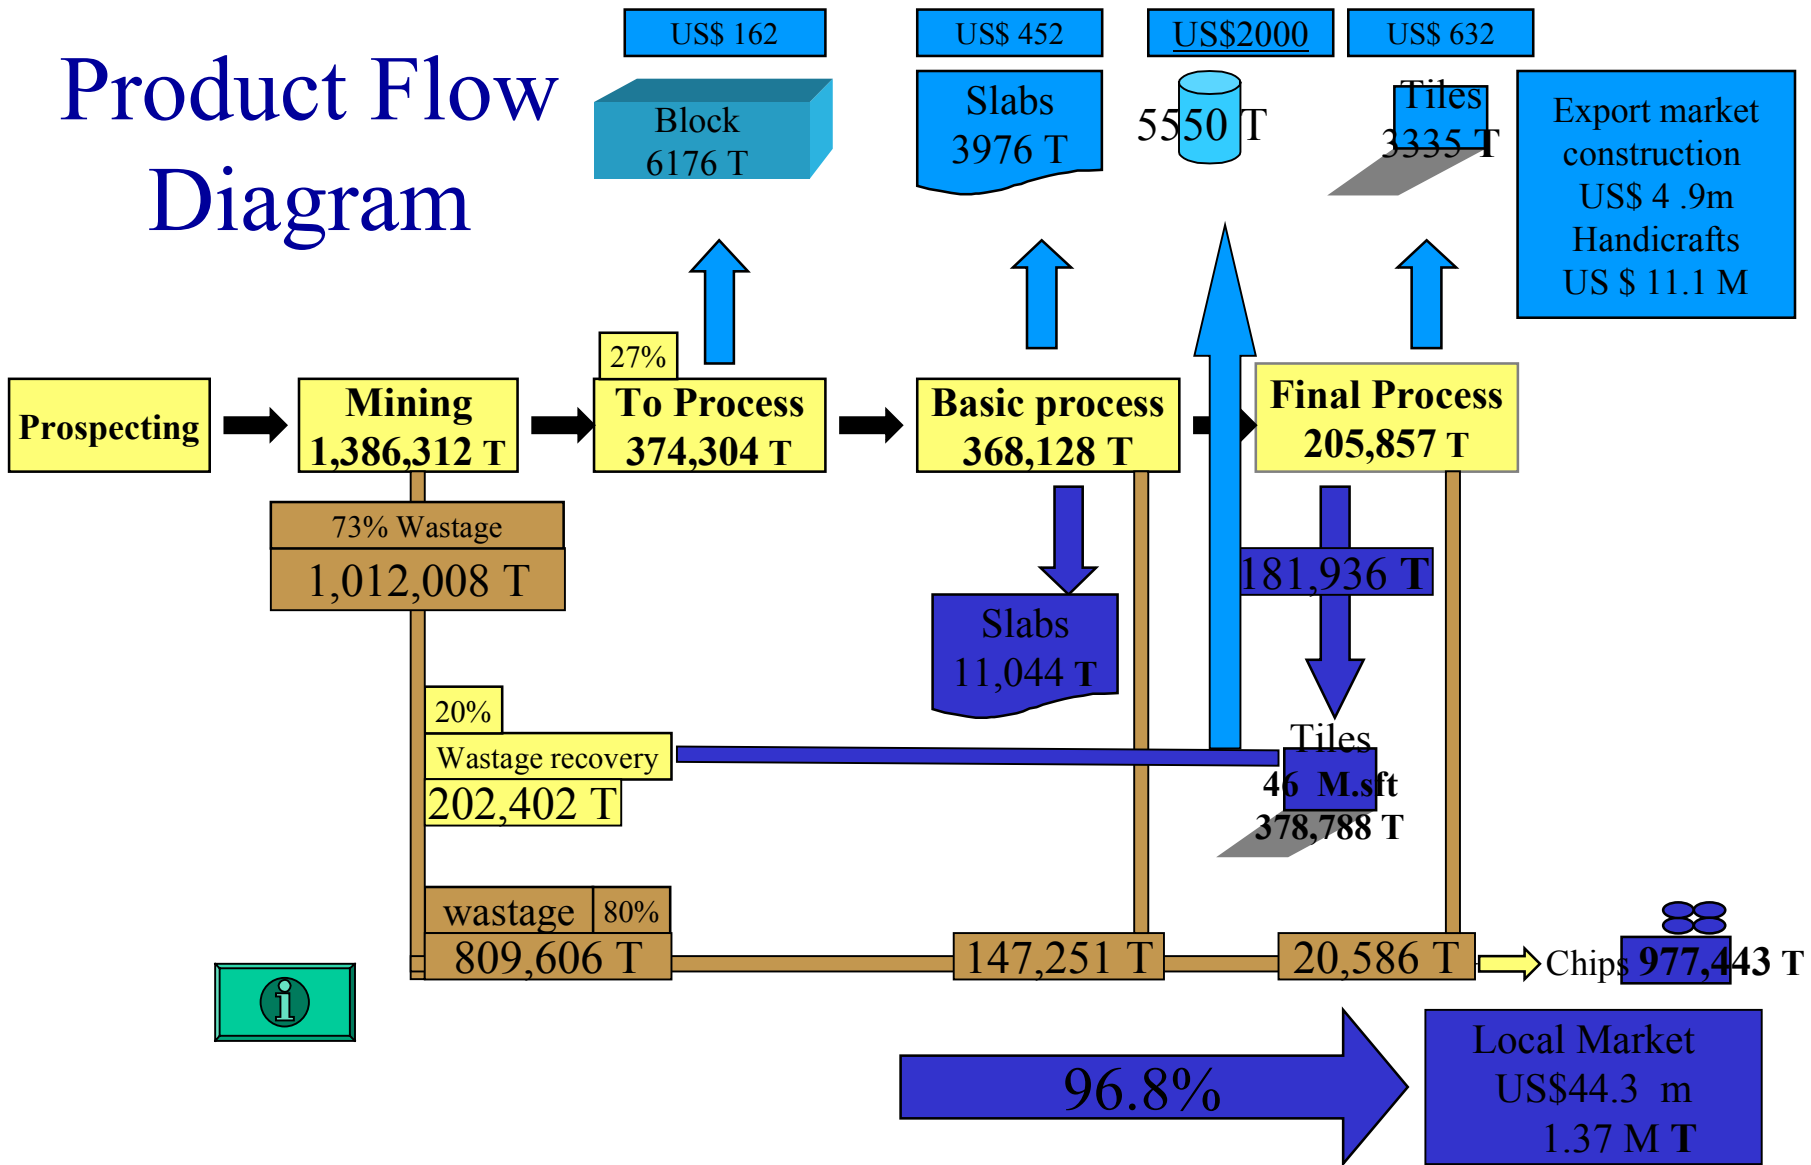 Product Flow
Diagram
US$ 162
US$ 452
US$2000
US$ 632
Block
6176 T
Slabs
3976 T
5550 T
Tiles
3335 T
Export market
construction
US$ 4 .9m
Handicrafts
US $ 11.1 M
27%
Prospecting
Mining
1,386,312 T
To Process
374,304 T
Basic process
368,128 T
Final Process
205,857 T
73% Wastage
1,012,008 T
181,936 T
Slabs
11,044 T
20%
Wastage recovery
202,402 T
Tiles
46 M.sft
378,788 T
wastage
80%
809,606 T
147,251 T
20,586 T
Chips 977,443 T
i
96.8%
Local Market
US$44.3 m
1.37 M T